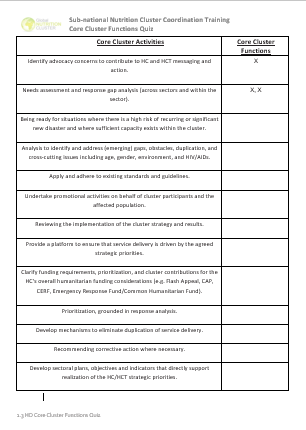 Sub-national Nutrition Cluster Coordination Training
Core Cluster Functions Quiz
Core Cluster Activities
Core Cluster
Functions
Identify advocacy concerns to contribute to HC and HCT messaging and
action.
X
Needs assessment and response gap analysis (across sectors and within the
sector).
X, X
Being ready for situations where there is a high risk of recurring or significant
new disaster and where sufficient capacity exists within the cluster.
Analysis to identify and address (emerging) gaps, obstacles, duplication, and
cross-cutting issues including age, gender, environment, and HIV/AIDs.
Apply and adhere to existing standards and guidelines.
Undertake promotional activities on behalf of cluster participants and the
affected population.
Reviewing the implementation of the cluster strategy and results.
Provide a platform to ensure that service delivery is driven by the agreed
strategic priorities.
Clarify funding requirements, prioritization, and cluster contributions for the
HC's overall humanitarian funding considerations (e.g. Flash Appeal, CAP,
CERF, Emergency Response Fund/Common Humanitarian Fund).
Prioritization, grounded in response analysis.
Develop mechanisms to eliminate duplication of service delivery.
Recommending corrective action where necessary.
Develop sectoral plans, objectives and indicators that directly support
realization of the HC/HCT strategic priorities.
1.3 HO Core Cluster Functions Quiz